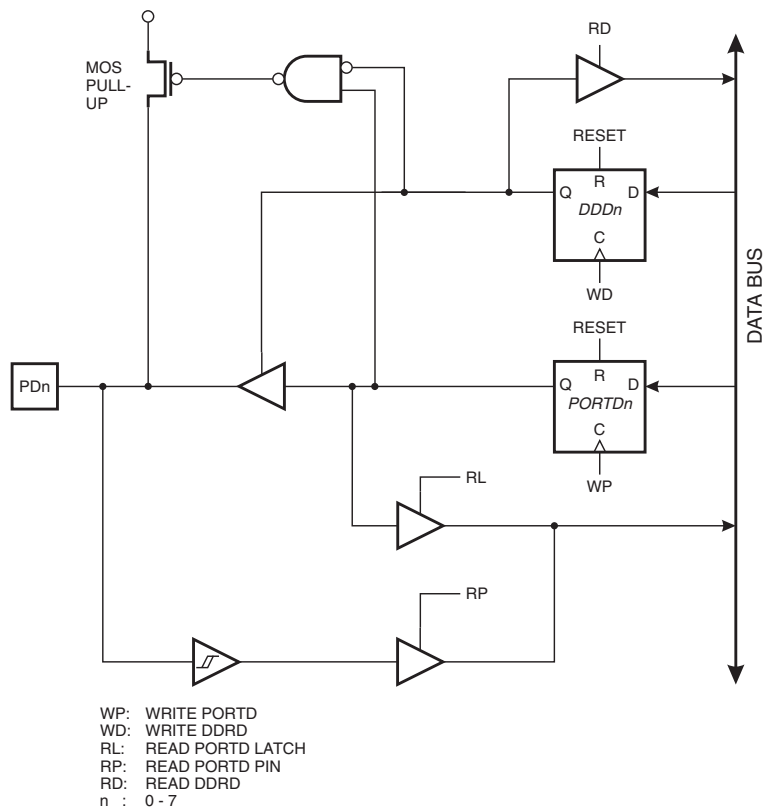 RD
MOS
PULL-
UP
RESET
R
Q
D
DDDn
C
WD
DATA BUS
RESET
R
PDn
Q
D
PORTDn
C
WP
RL
RP
WP: WRITE PORTD
WD: WRITE DDRD
RL: READ PORTD LATCH
RP: READ PORTD PIN
RD: READ DDRD
n : 0 - 7